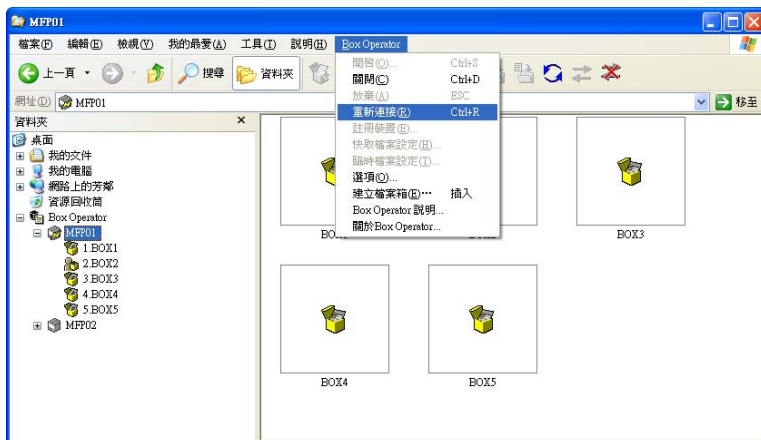 MFP01
檔案(F) 編輯(E) 檢視(V) 我的最愛(A) 工具(T) 說明(H) Box Operator
上一頁 搜尋 資料夾
網址(D) MFP01 移至
資料夾 ×
桌面
我的文件
我的電腦
網路上的芳鄰
資源回收筒
Box Operator
MFP01
1.BOX1
2.BOX2
3.BOX3
4.BOX4
5.BOX5
MFP02
開啓(O)... Ctrl+S
關閉(C) Ctrl+D
放棄(A) ESC
重新連接(R) Ctrl+R
註冊裝置(E)...
快取檔案設定(H)...
臨時檔案設定(T)...
選項(O)...
建立檔案箱(E)… 插入
Box Operator 說明...
關於Box Operator...
BOX3
BOX4
BOX5